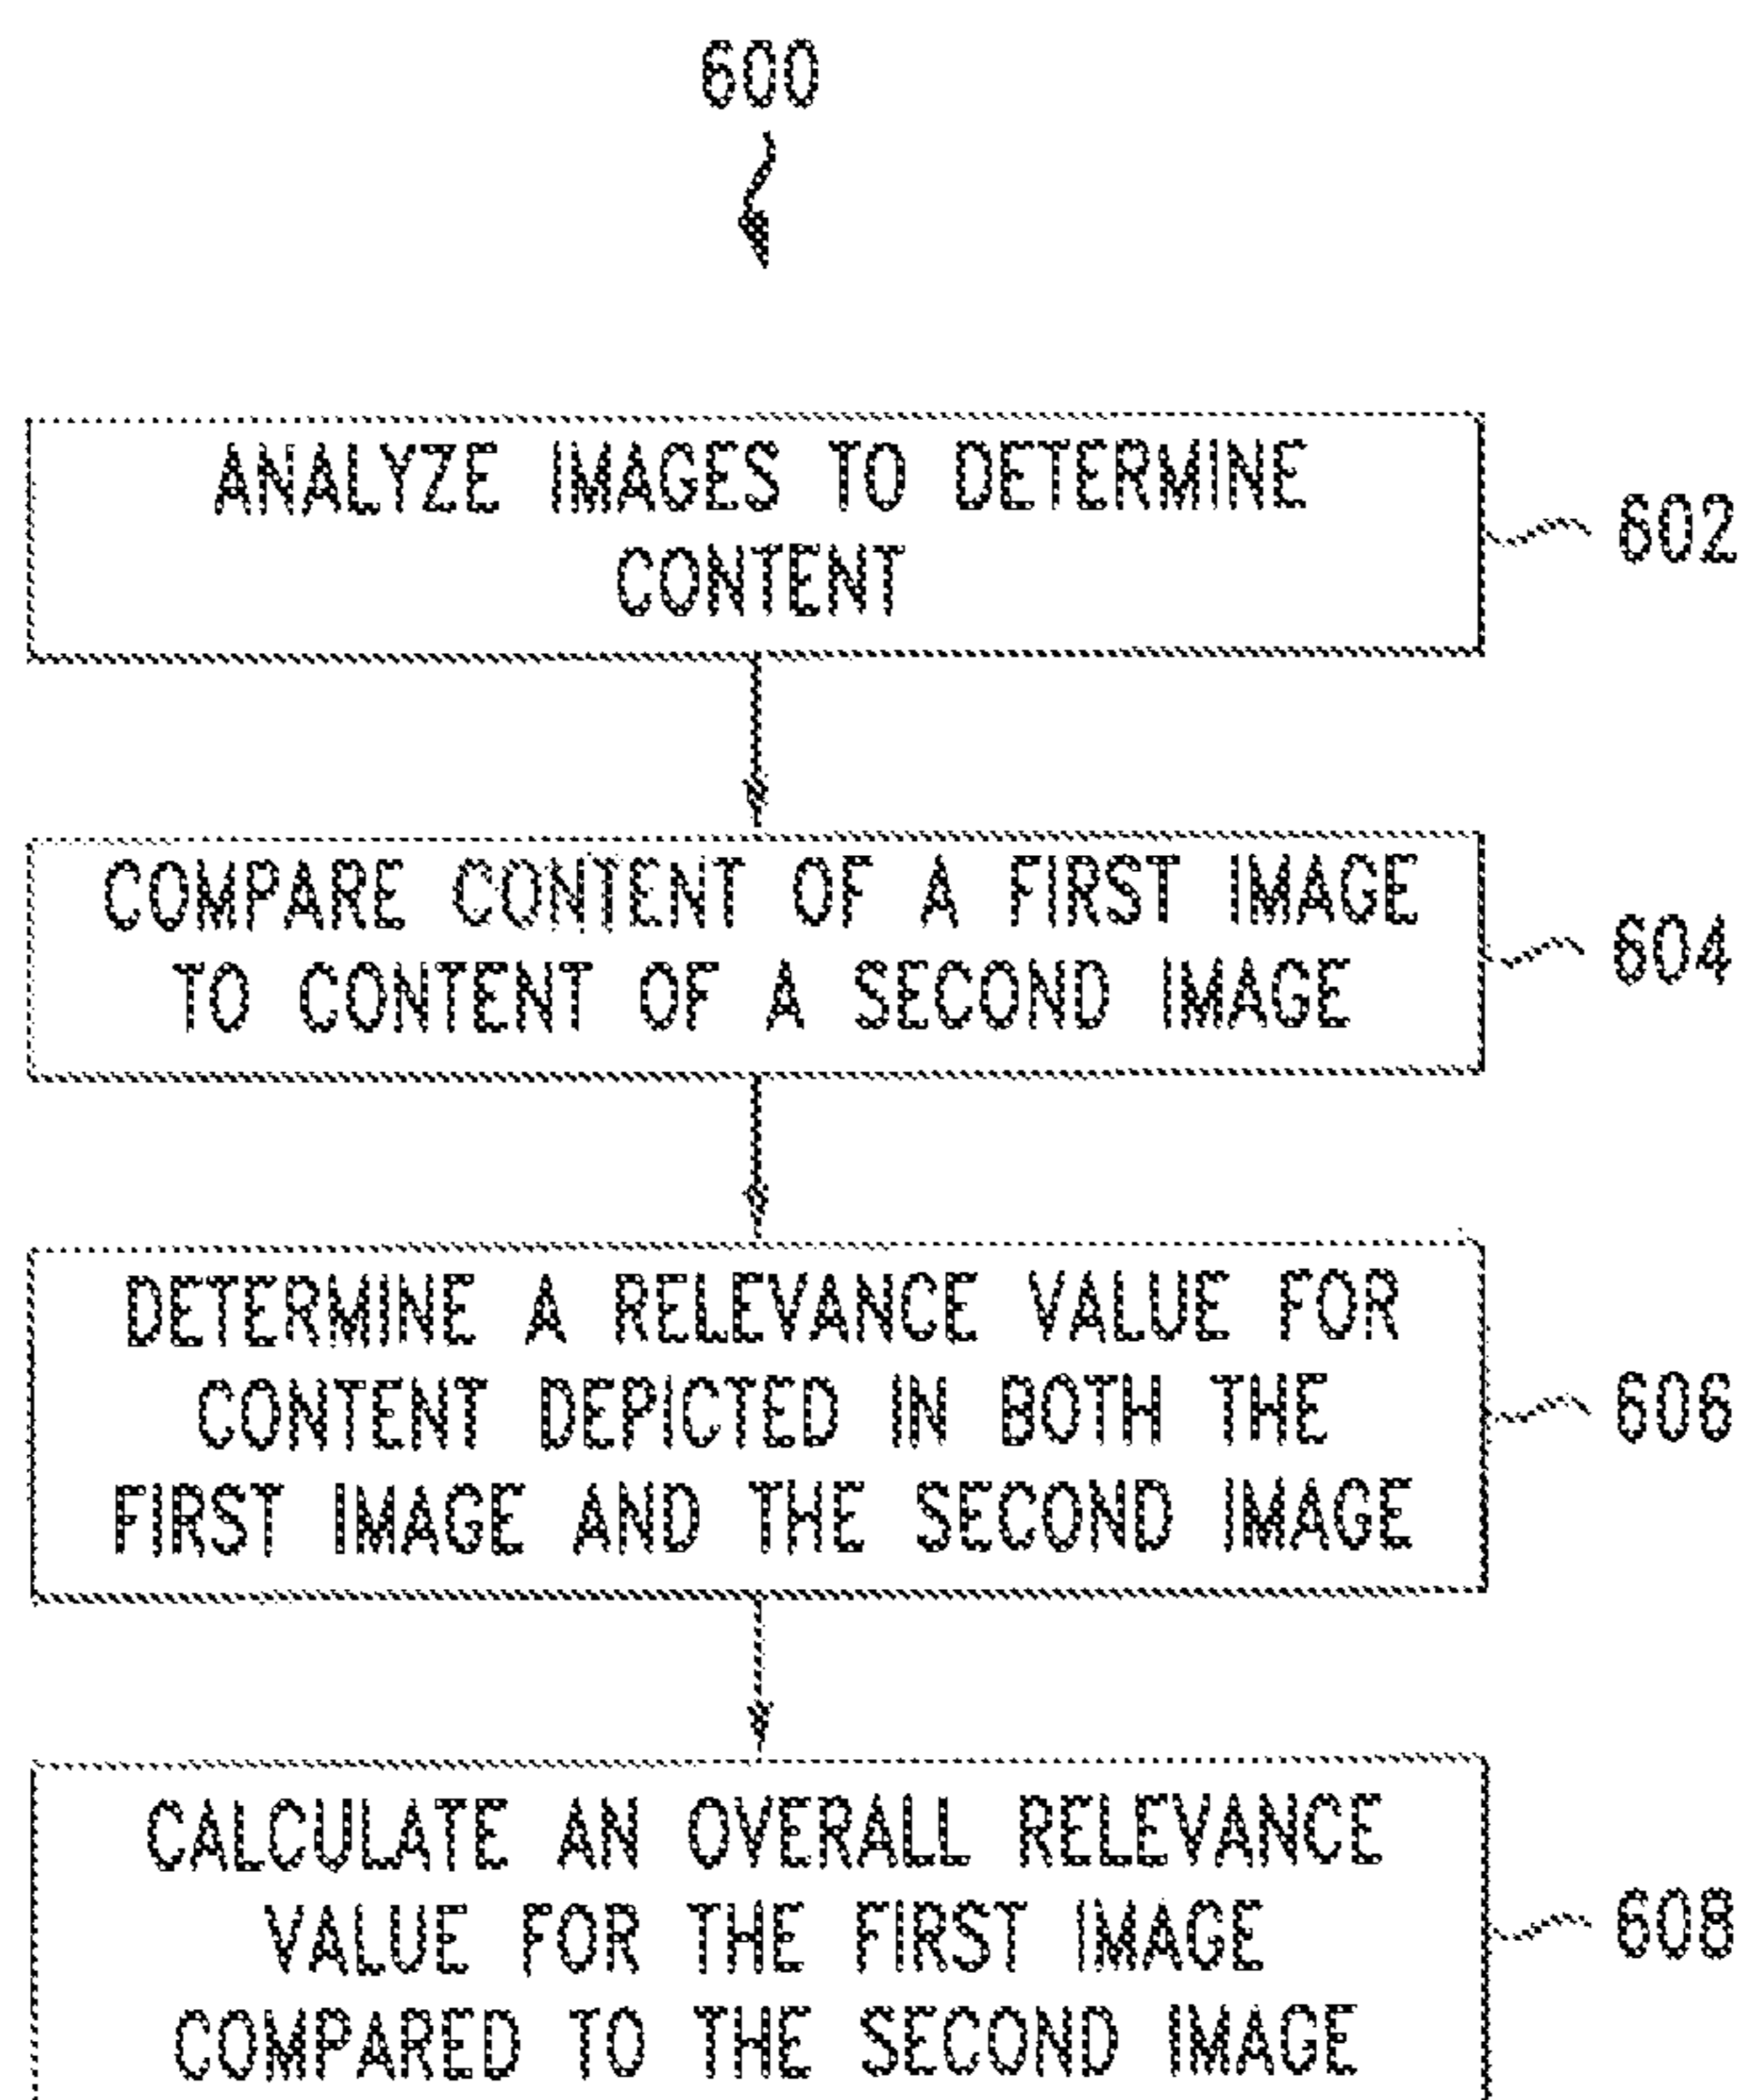 600
ANALYZE IMAGES TO DETERMINE
CONTENT
602
COMPARE CONTENT OF A FIRST IMAGE
TO CONTENT OF A SECOND IMAGE
604
DETERMINE A RELEVANCE VALUE FOR
CONTENT DEPICTED IN BOTH THE
FIRST IMAGE AND THE SECOND IMAGE
606
CALCULATE AN OVERALL RELEVANCE
VALUE FOR THE FIRST IMAGE
COMPARED TO THE SECOND IMAGE
608